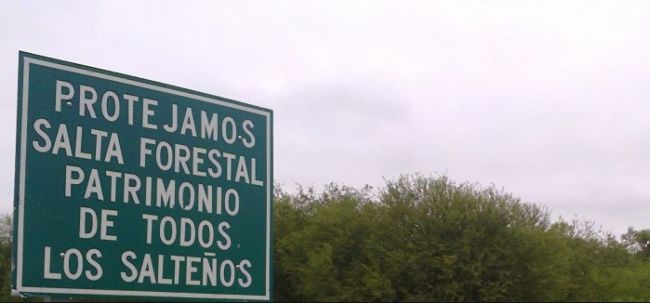 PROTEJAMOS
SALTA FORESTAL
PATRIMONIO
DE TODOS
LOS SALTEÑOS